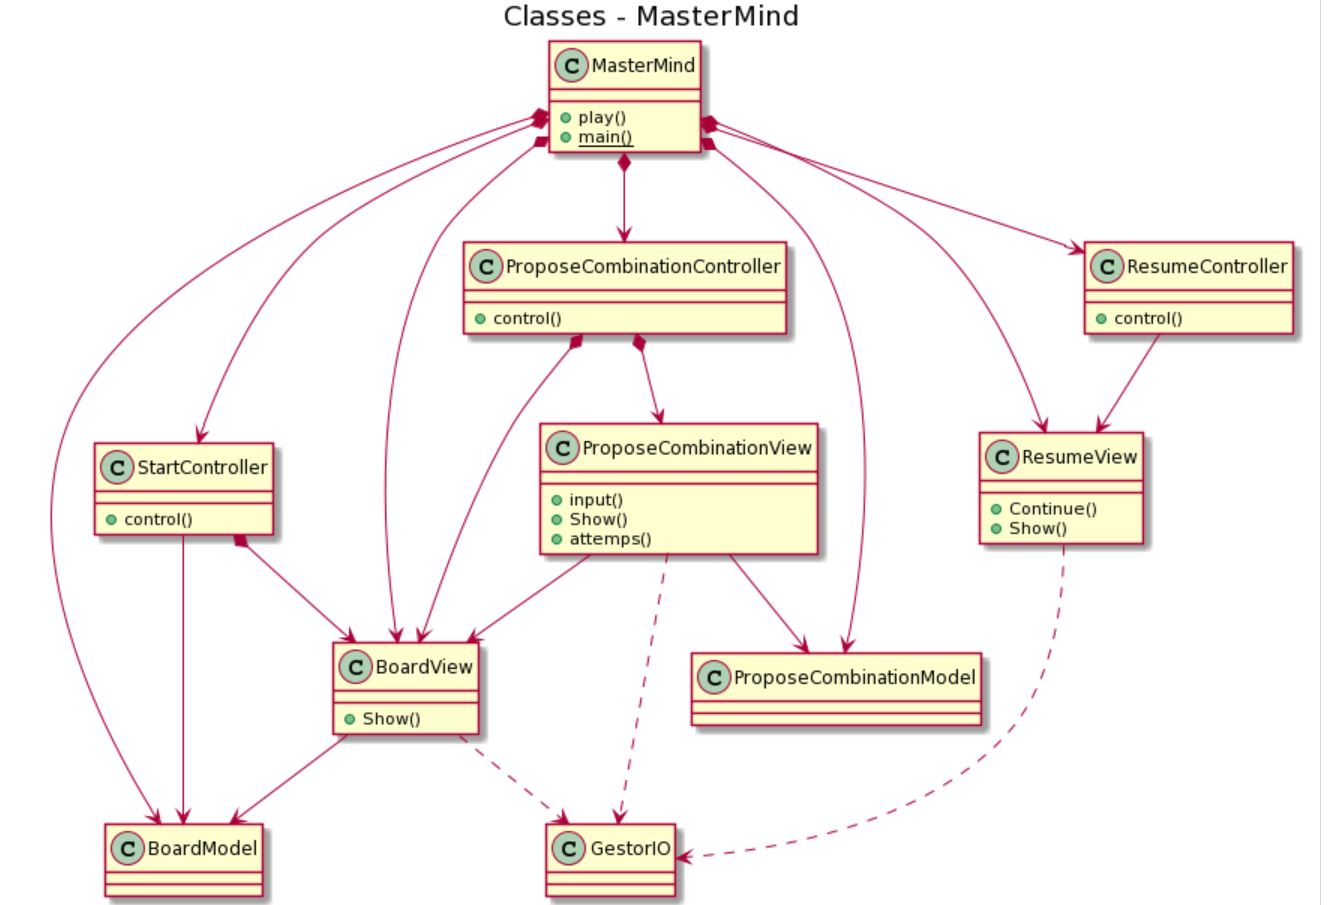 Classes - MasterMind
C MasterMind
play()
main()
C ProposeCombinationController
control()
C ResumeController
control()
C StartController
control()
C ProposeCombinationView
input()
Show()
attemps()
C ResumeView
Continue()
Show()
C BoardView
Show()
C ProposeCombinationModel
C BoardModel
C GestorIO